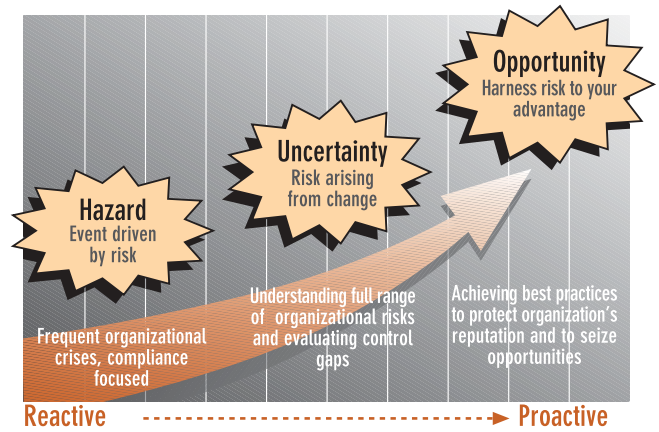 Opportunity
Harness risk to your
advantage
Uncertainty
Risk arising
from change
Hazard
Event driven
by risk
Frequent organizational
crises, compliance
focused
Understanding full range
of organizational risks
and evaluating control
gaps
Achieving best practices
to protect organization's
reputation and to seize
opportunities
Reactive
Proactive